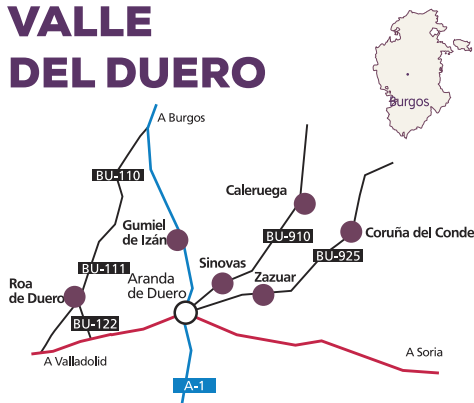 VALLE
DEL DUERO
Burgos
A Burgos
BU-110
Caleruega
Gumiel
de Izán
BU-910
Coruña del Conde
BU-925
BU-111
Sinovas
Zazuar
Aranda
de Duero
Roa
de Duero
BU-122
A Valladolid
A Soria
A-1